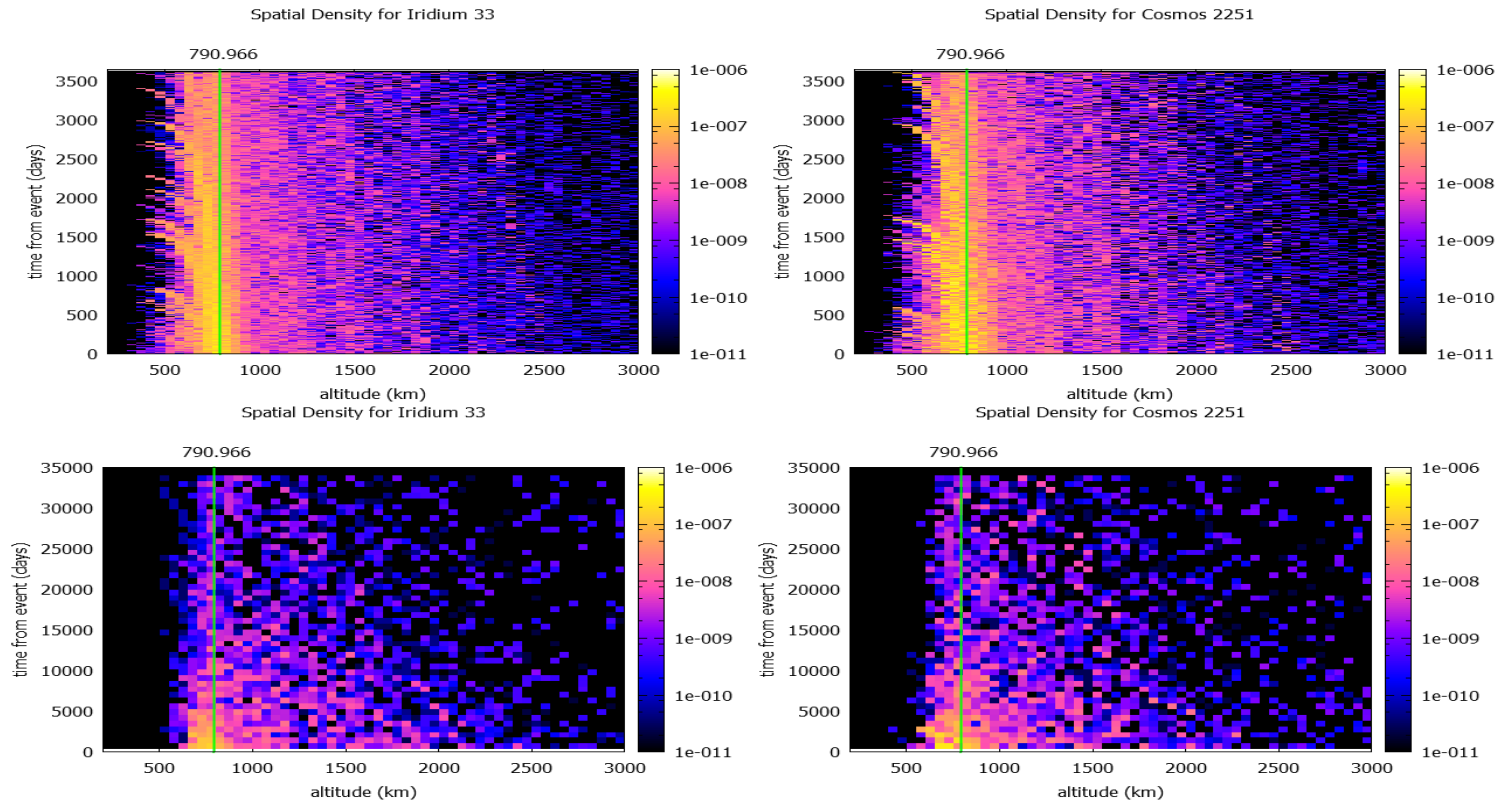 Spatial Density for Iridium 33
790.966
3500
3000
2500
2000
1500
1000
500
0
time from event (days)
500 1000 1500 2000 2500 3000
altitude (km)
1e-006
1e-007
1e-008
1e-009
1e-010
1e-011
Spatial Density for Cosmos 2251
790.966
3500
3000
2500
2000
1500
1000
500
0
time from event (days)
500 1000 1500 2000 2500 3000
altitude (km)
1e-006
1e-007
1e-008
1e-009
1e-010
1e-011
Spatial Density for Iridium 33
790.966
35000
30000
25000
20000
15000
10000
5000
0
time from event (days)
500 1000 1500 2000 2500 3000
altitude (km)
1e-006
1e-007
1e-008
1e-009
1e-010
1e-011
Spatial Density for Cosmos 2251
790.966
35000
30000
25000
20000
15000
10000
5000
0
time from event (days)
500 1000 1500 2000 2500 3000
altitude (km)
1e-006
1e-007
1e-008
1e-009
1e-010
1e-011